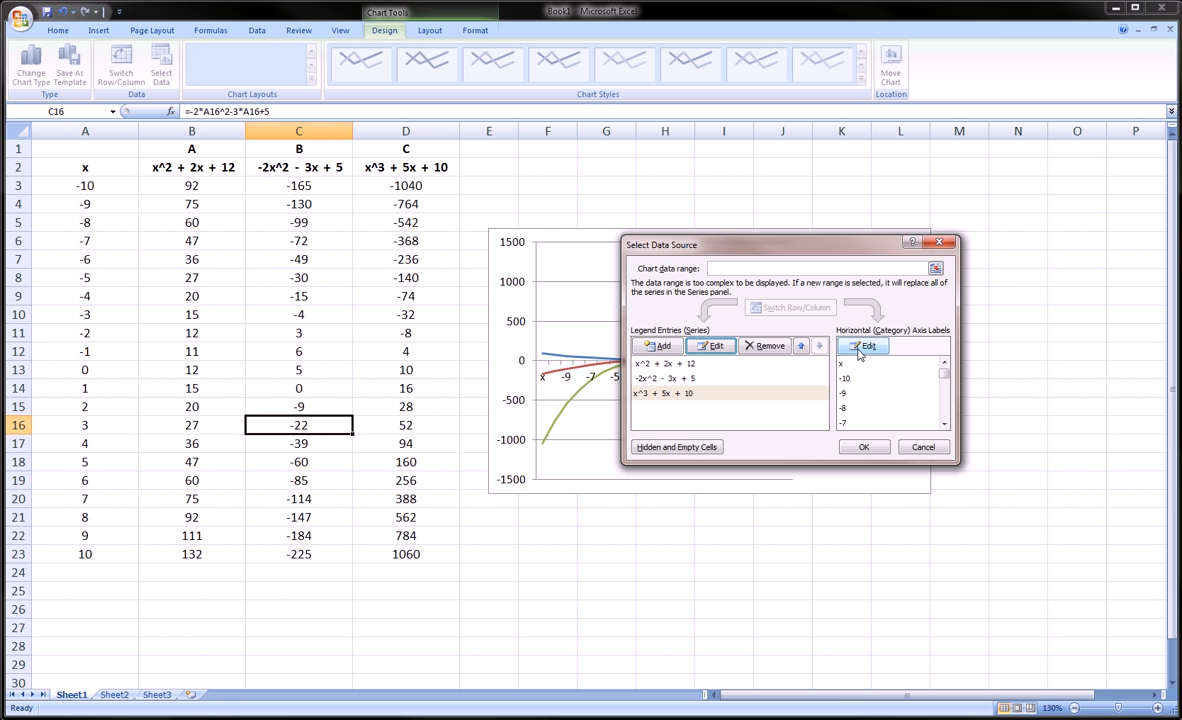 Chart Tools
Book1 - Microsoft Excel
Home Insert Page Layout Formulas Data Review View Design Layout Format
Change Chart Type
Save As Template
Switch Row/Column
Select Data
Move Chart
Type Data Chart Layouts Chart Styles Location
C16 fx =-2*A16^2-3*A16+5
A B C D E F G H I J K L M N O P
1 A B C
2 x x^2 + 2x + 12 -2x^2 - 3x + 5 x^3 + 5x + 10
3 -10 92 -165 -1040
4 -9 75 -130 -764
5 -8 60 -99 -542
6 -7 47 -72 -368
7 -6 36 -49 -236
8 -5 27 -30 -140
9 -4 20 -15 -74
10 -3 15 -4 -32
11 -2 12 3 -8
12 -1 11 6 4
13 0 12 5 10
14 1 15 0 16
15 2 20 -9 28
16 3 27 -22 52
17 4 36 -39 94
18 5 47 -60 160
19 6 60 -85 256
20 7 75 -114 388
21 8 92 -147 562
22 9 111 -184 784
23 10 132 -225 1060
24
25
26
27
28
29
30
1500
1000
500
0
-500
-1000
-1500
x -9 -7 -5
Select Data Source
Chart data range:
The data range is too complex to be displayed. If a new range is selected, it will replace all of
the series in the Series panel.
Switch Row/Column
Legend Entries (Series)
Add Edit Remove
x^2 + 2x + 12
-2x^2 - 3x + 5
x^3 + 5x + 10
Horizontal (Category) Axis Labels
Edit
x
-10
-9
-8
-7
Hidden and Empty Cells
OK Cancel
Sheet1 Sheet2 Sheet3
Ready 130%